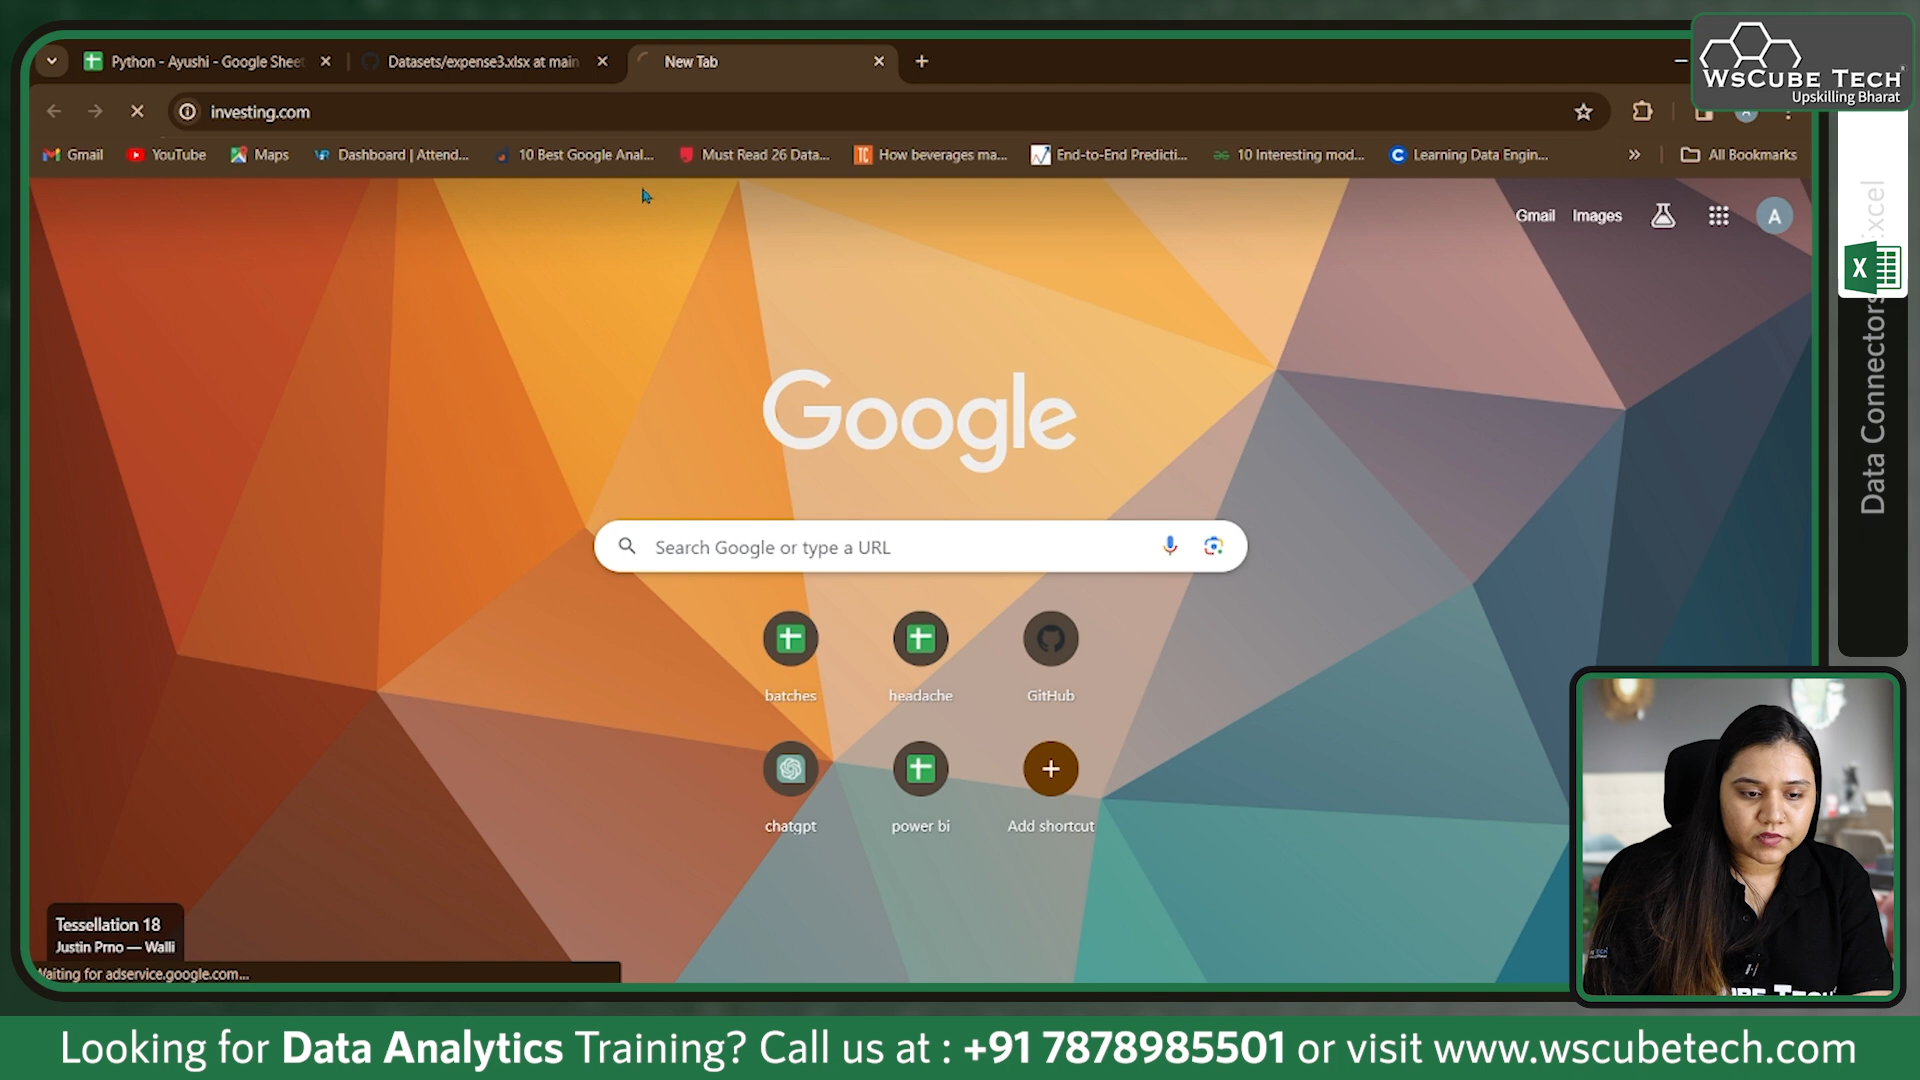 Python - Ayushi - Google Sheet
Datasets/expense3.xlsx at main
New Tab
WsCube Tech
Upskilling Bharat
investing.com
Gmail
YouTube
Maps
Dashboard | Attend...
10 Best Google Anal...
Must Read 26 Data...
How beverages ma...
End-to-End Predicti...
10 Interesting mod...
Learning Data Engin...
All Bookmarks
Gmail
Images
A
Excel
Data Connectors
Google
Search Google or type a URL
batches
headache
GitHub
chatgpt
power bi
Add shortcut
Tessellation 18
Justin Prno — Walli
Waiting for adservice.google.com...
Looking for Data Analytics Training? Call us at : +91 7878985501 or visit www.wscubetech.com